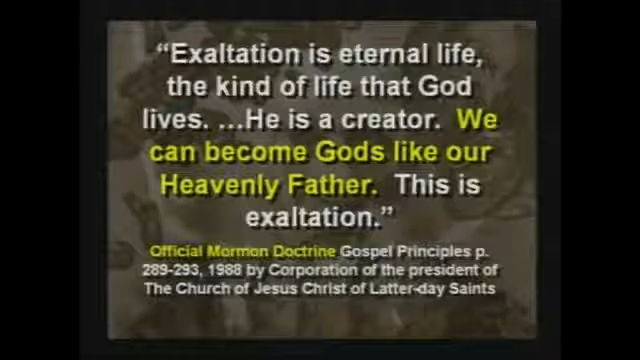 “Exaltation is eternal life,
the kind of life that God
lives. ...He is a creator. We
can become Gods like our
Heavenly Father. This is
exaltation.”
Official Mormon Doctrine Gospel Principles p.
289-293, 1988 by Corporation of the president of
The Church of Jesus Christ of Latter-day Saints